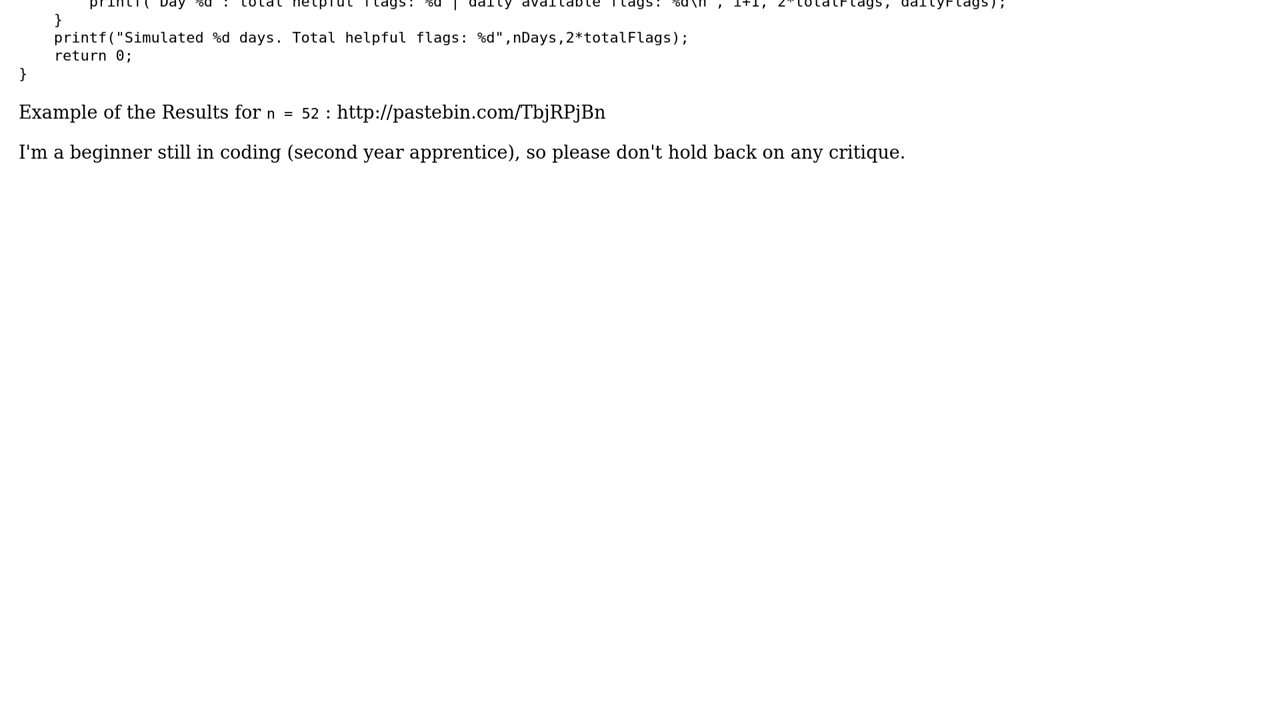 printf("Day %d : total helpful flags: %d | daily available flags: %d\n", i+1, 2*totalFlags, dailyFlags);
}
printf("Simulated %d days. Total helpful flags: %d",nDays,2*totalFlags);
return 0;
}
Example of the Results for n = 52 : http://pastebin.com/TbjRPjBn
I'm a beginner still in coding (second year apprentice), so please don't hold back on any critique.